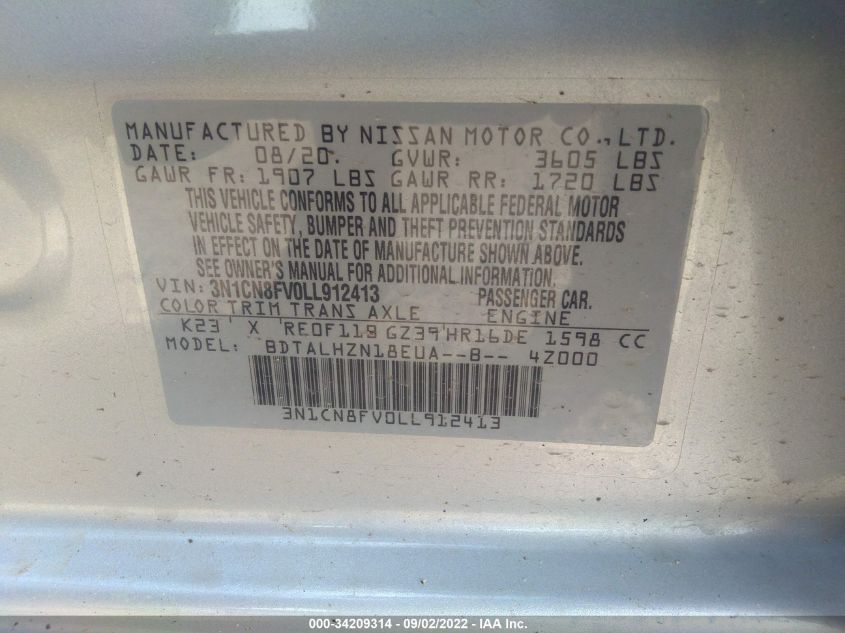 MANUFACTURED BY NISSAN MOTOR CO., LTD.
DATE: 08/20. GVWR: 3605 LBS
GAWR FR: 1907 LBS GAWR RR: 1720 LBS
THIS VEHICLE CONFORMS TO ALL APPLICABLE FEDERAL MOTOR
VEHICLE SAFETY, BUMPER AND THEFT PREVENTION STANDARDS
IN EFFECT ON THE DATE OF MANUFACTURE SHOWN ABOVE.
SEE OWNER'S MANUAL FOR ADDITIONAL INFORMATION.
VIN: 3N1CN8FV0LL912413 PASSENGER CAR.
COLOR TRIM TRANS AXLE ENGINE
K23 X RE0F11B GZ39 HR16DE 1598 CC
MODEL: BDTALHZN18EUA--B-- 4Z000
3N1CN8FV0LL912413
000-34209314 - 09/02/2022 - IAA Inc.